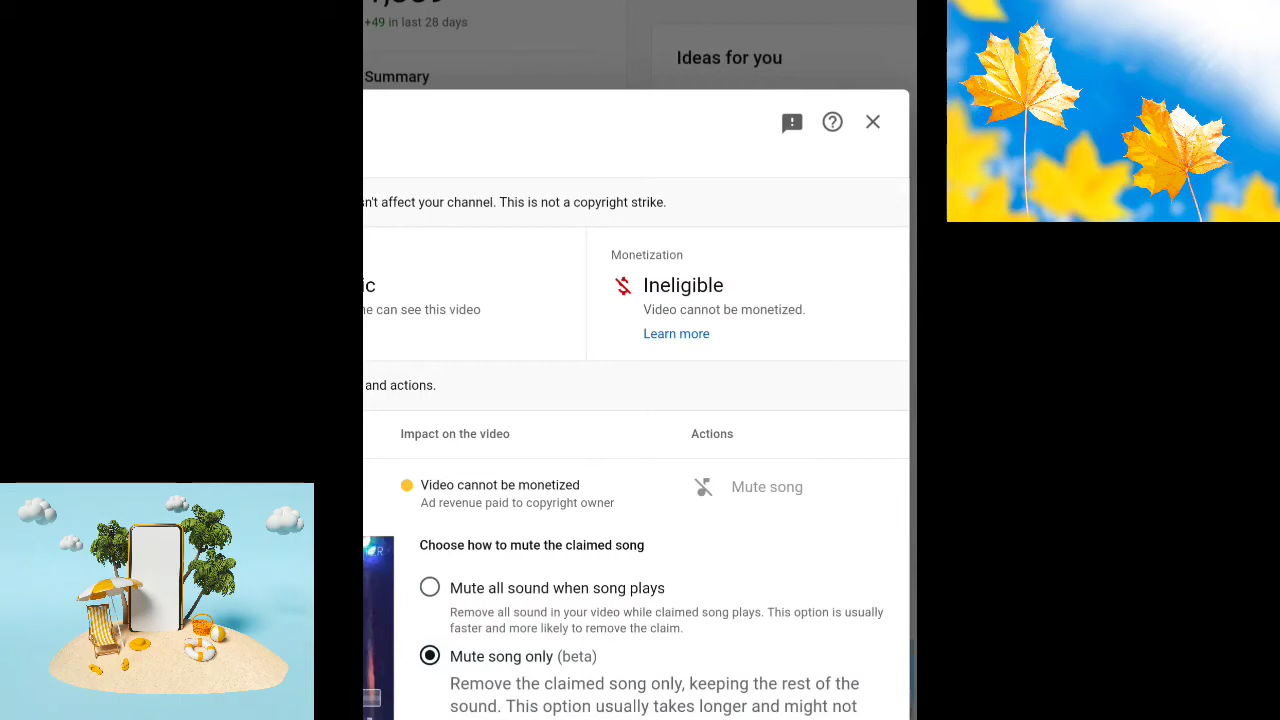 +49 in last 28 days
Summary
Ideas for you
sn't affect your channel. This is not a copyright strike.
Monetization
Ineligible
ic
ne can see this video
Video cannot be monetized.
Learn more
and actions.
Impact on the video
Actions
Video cannot be monetized
Mute song
Ad revenue paid to copyright owner
Choose how to mute the claimed song
Mute all sound when song plays
Remove all sound in your video while claimed song plays. This option is usually
faster and more likely to remove the claim.
Mute song only (beta)
Remove the claimed song only, keeping the rest of the
sound. This option usually takes longer and might not